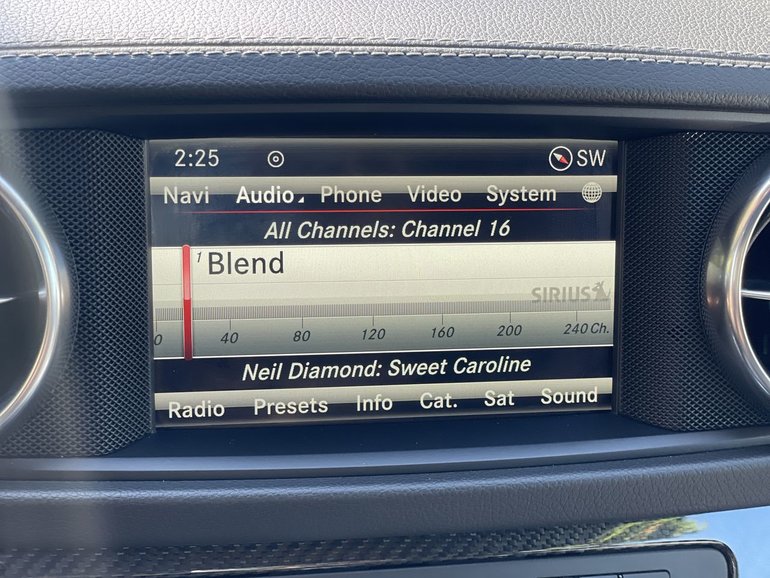 2:25 SW
Navi Audio Phone Video System
All Channels: Channel 16
1 Blend
SIRIUS
0 40 80 120 160 200 240 Ch.
Neil Diamond: Sweet Caroline
Radio Presets Info Cat. Sat Sound